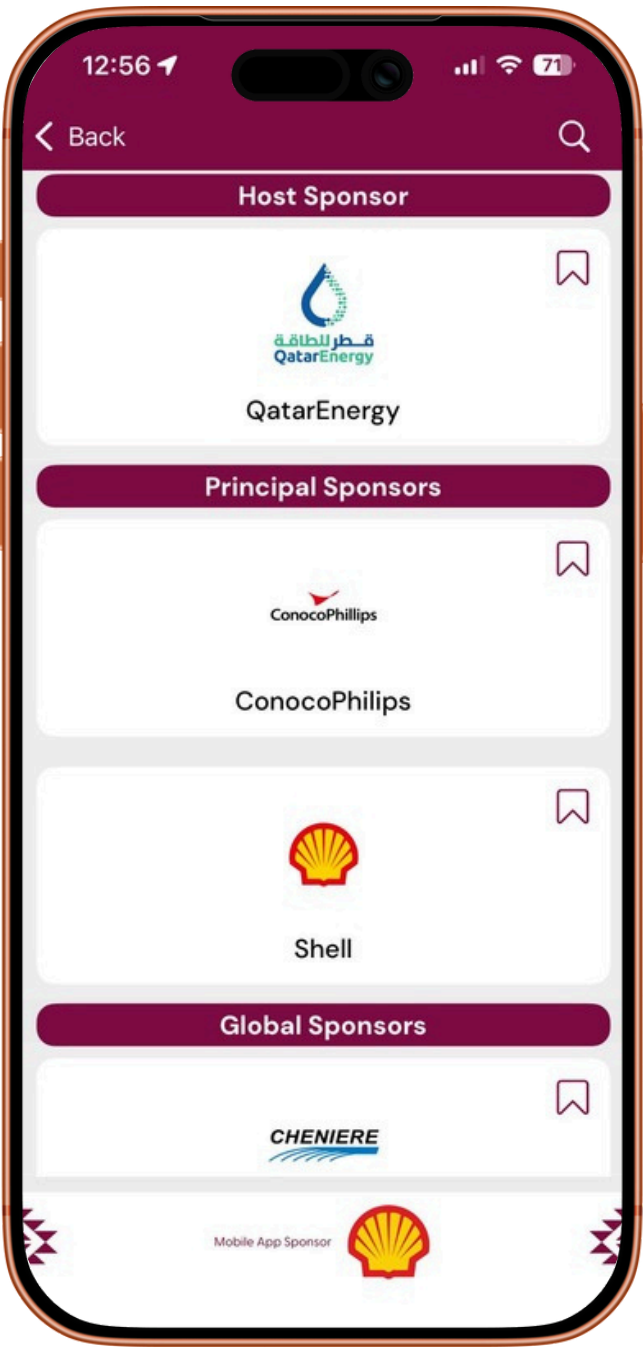 12:56
71
Back
Host Sponsor
قـطر للطاقة
QatarEnergy
QatarEnergy
Principal Sponsors
ConocoPhillips
ConocoPhilips
Shell
Global Sponsors
CHENIERE
Mobile App Sponsor